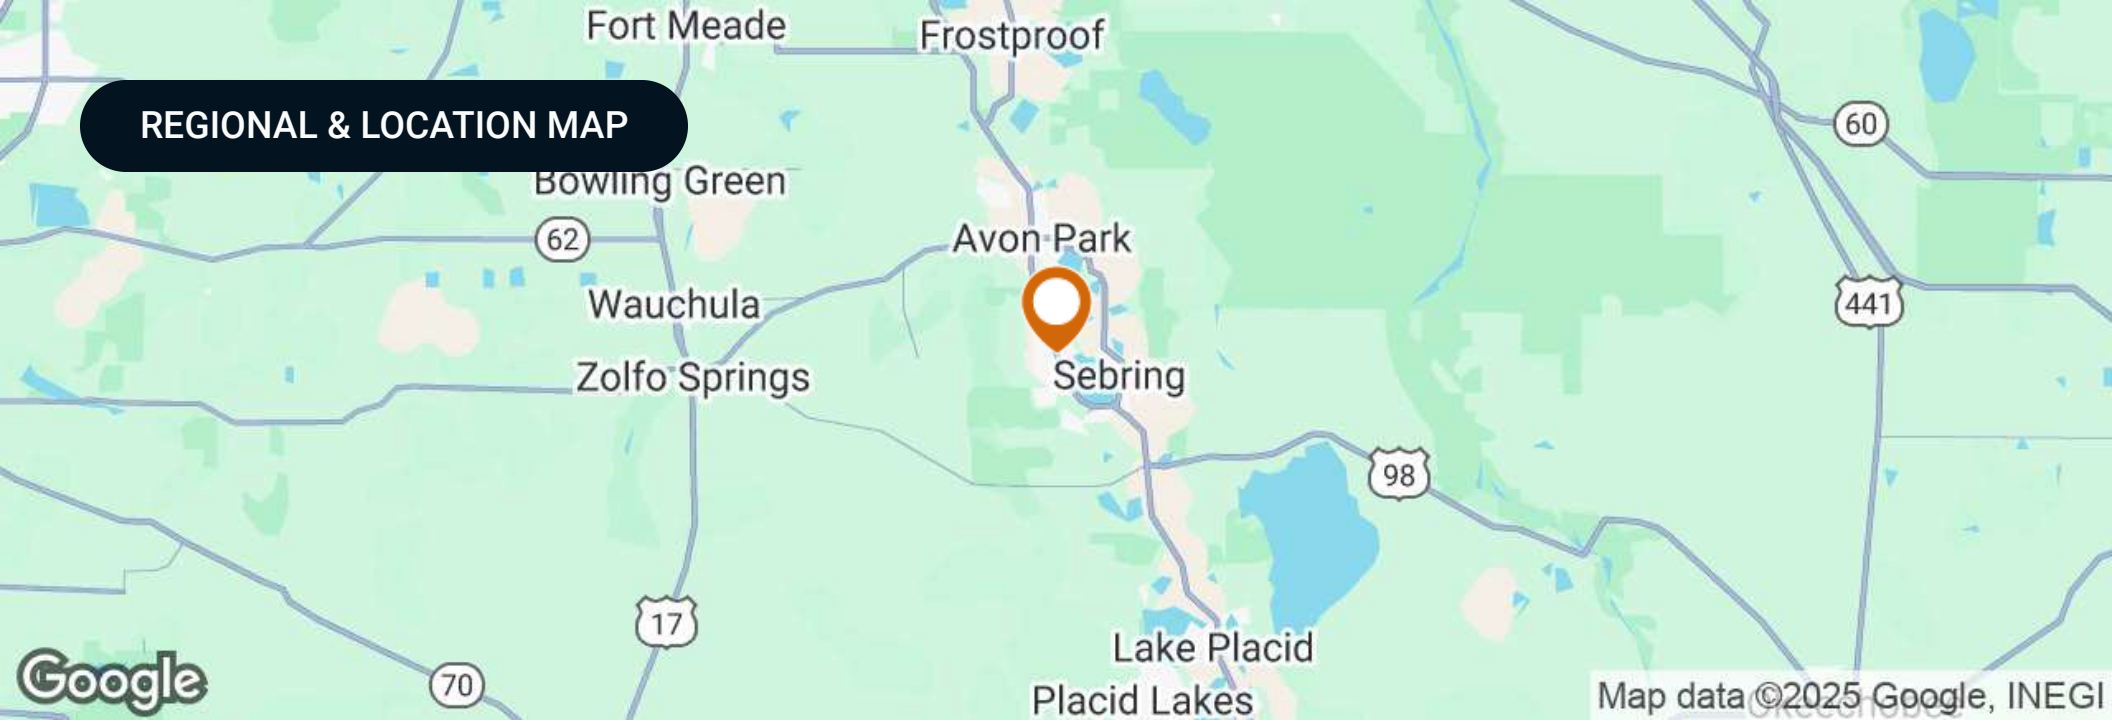 Fort Meade
Frostproof
REGIONAL & LOCATION MAP
60
Bowling Green
62
Avon Park
Wauchula
441
Zolfo Springs
Sebring
98
17
Lake Placid
Google
70
Placid Lakes
Map data ©2025 Google, INEGI